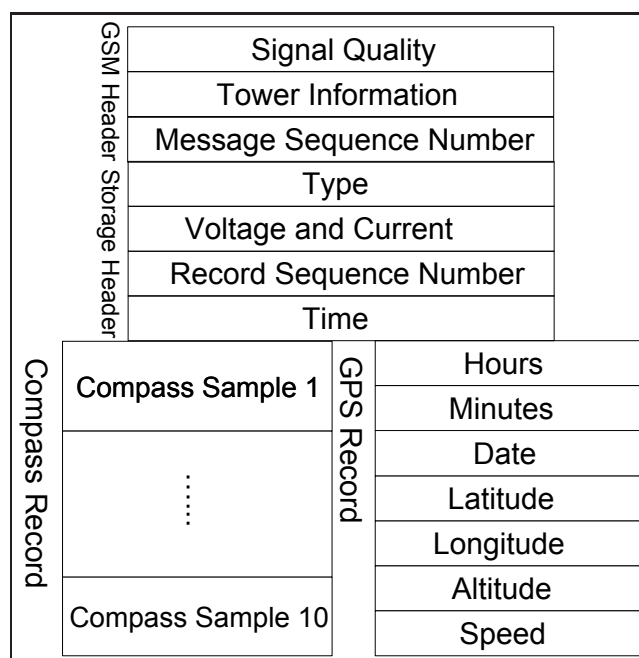 GSM Header
Signal Quality
Tower Information
Message Sequence Number
Storage Header
Type
Voltage and Current
Record Sequence Number
Time
Compass Record
Compass Sample 1
......
Compass Sample 10
GPS Record
Hours
Minutes
Date
Latitude
Longitude
Altitude
Speed